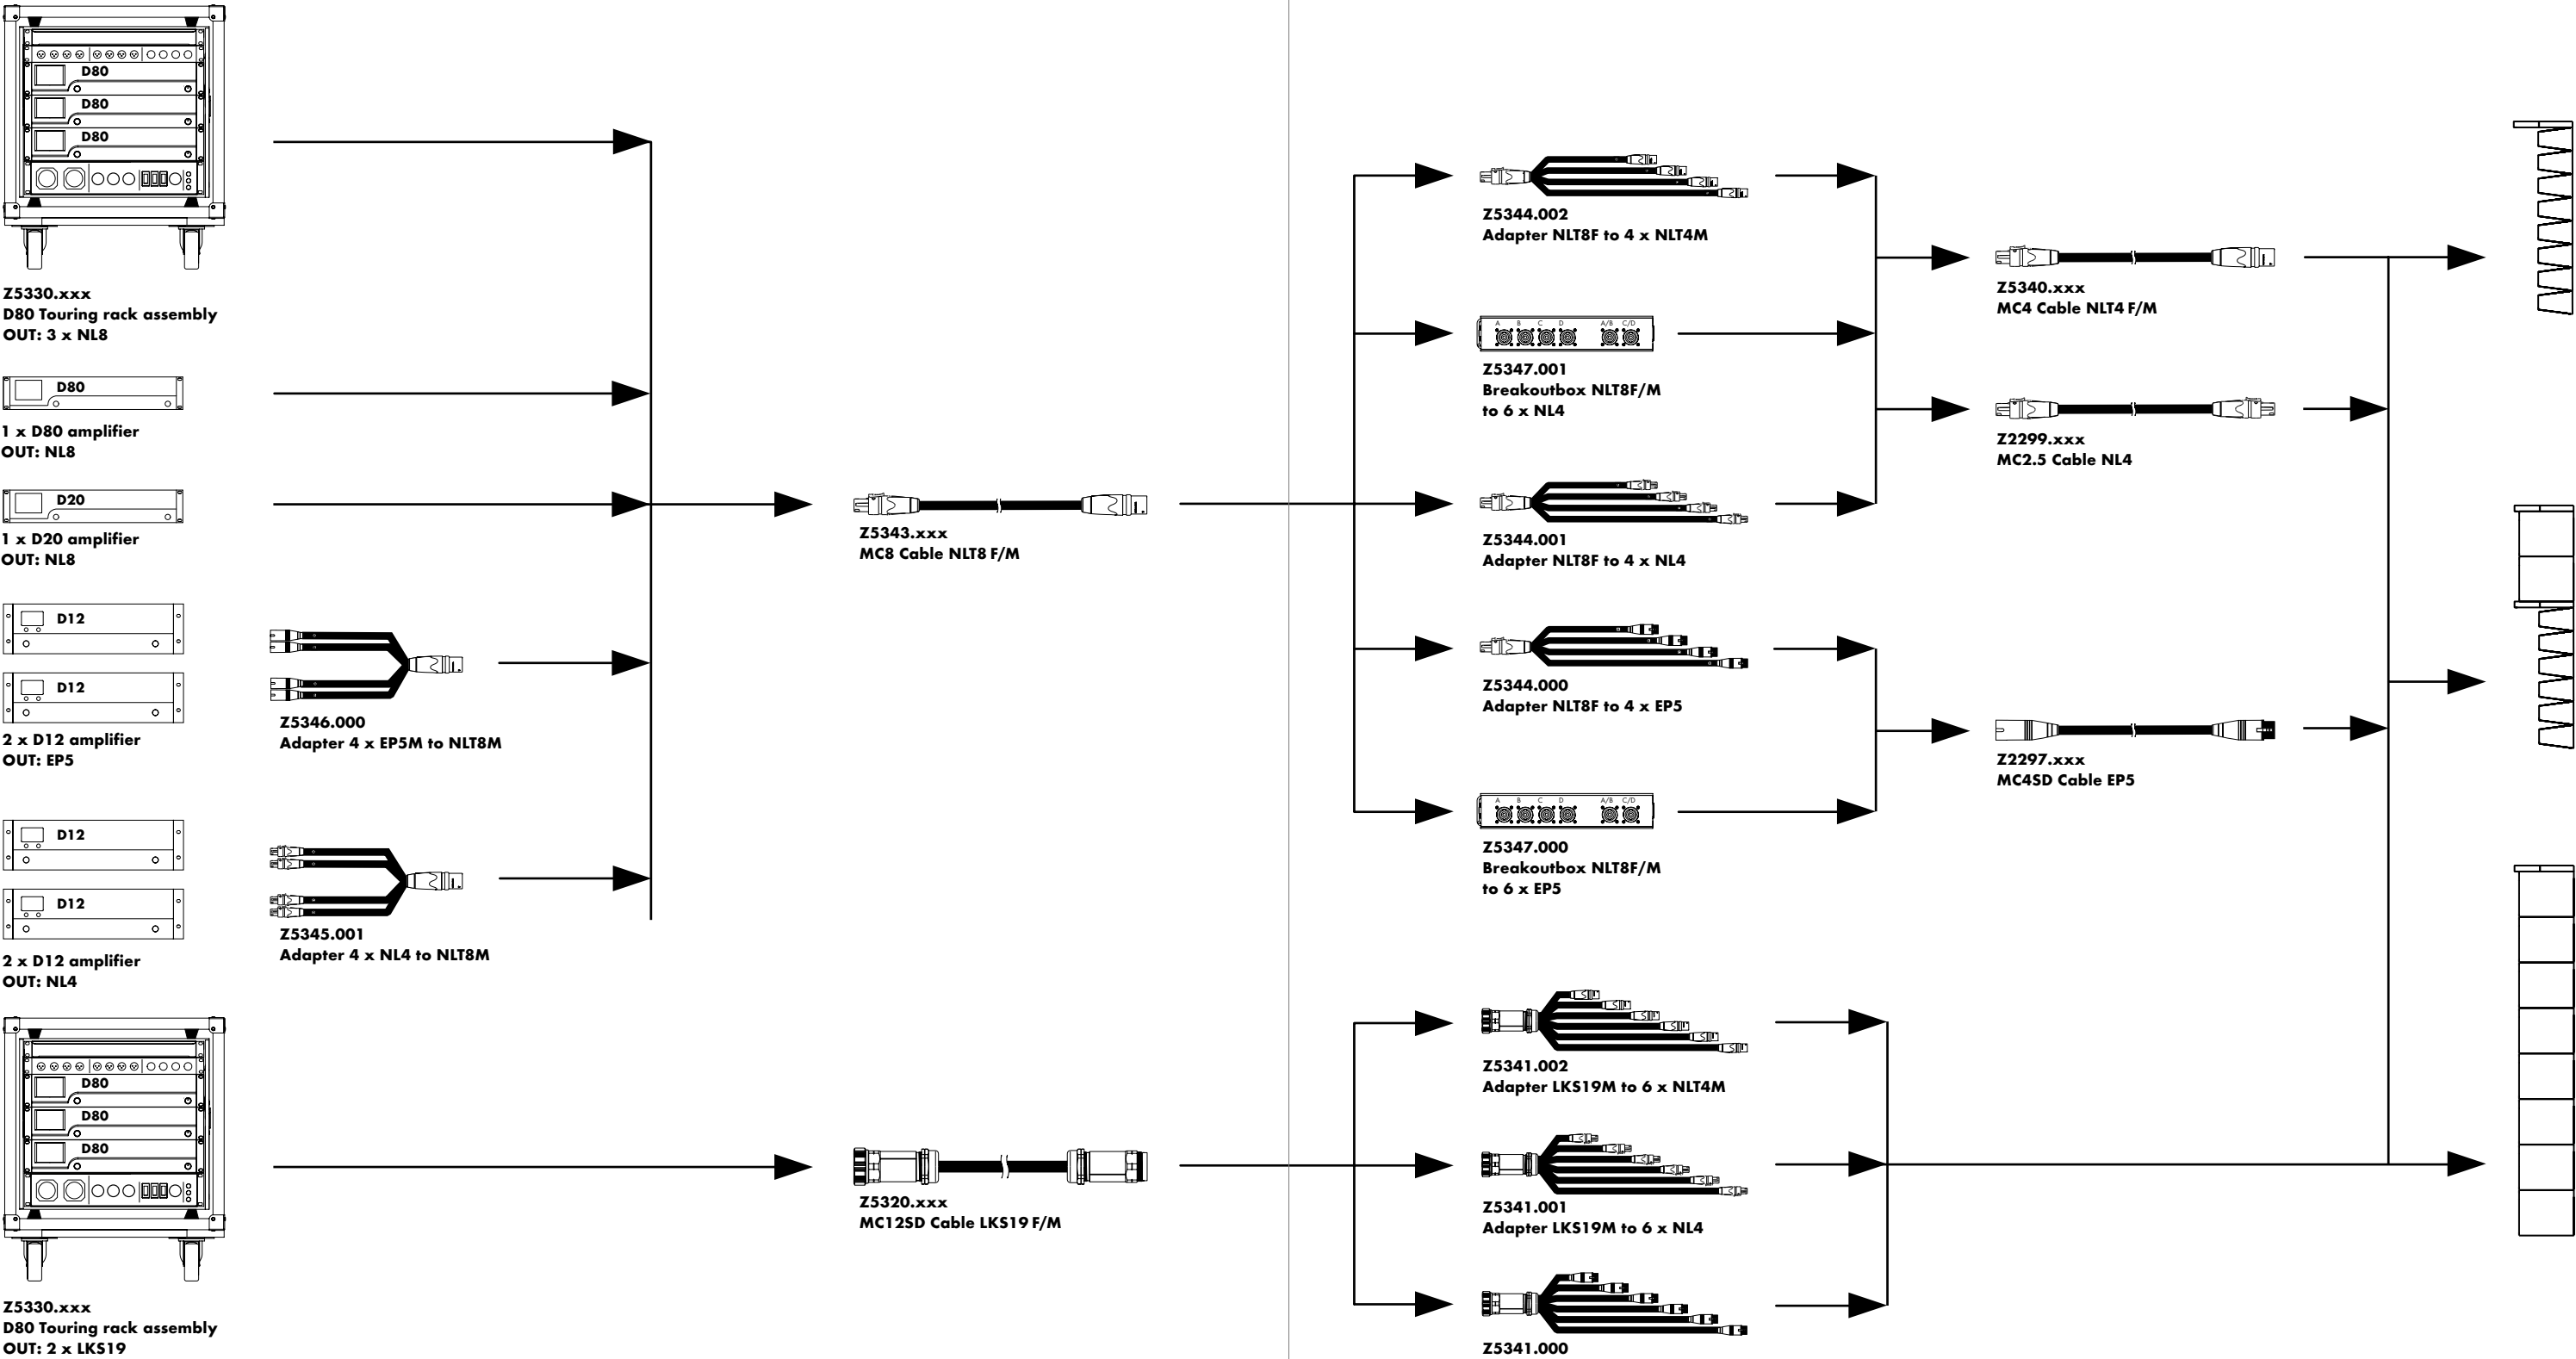 D80
D80
D80
Z5330.xxx
D80 Touring rack assembly
OUT: 3 x NL8
D80
1 x D80 amplifier
OUT: NL8
D20
1 x D20 amplifier
OUT: NL8
D12
D12
2 x D12 amplifier
OUT: EP5
D12
D12
2 x D12 amplifier
OUT: NL4
D80
D80
D80
Z5330.xxx
D80 Touring rack assembly
OUT: 2 x LKS19
Z5346.000
Adapter 4 x EP5M to NLT8M
Z5345.001
Adapter 4 x NL4 to NLT8M
Z5343.xxx
MC8 Cable NLT8 F/M
Z5320.xxx
MC12SD Cable LKS19 F/M
Z5344.002
Adapter NLT8F to 4 x NLT4M
A B C D A/B C/D
Z5347.001
Breakoutbox NLT8F/M
to 6 x NL4
Z5344.001
Adapter NLT8F to 4 x NL4
Z5344.000
Adapter NLT8F to 4 x EP5
A B C D A/B C/D
Z5347.000
Breakoutbox NLT8F/M
to 6 x EP5
Z5341.002
Adapter LKS19M to 6 x NLT4M
Z5341.001
Adapter LKS19M to 6 x NL4
Z5341.000
Z5340.xxx
MC4 Cable NLT4 F/M
Z2299.xxx
MC2.5 Cable NL4
Z2297.xxx
MC4SD Cable EP5